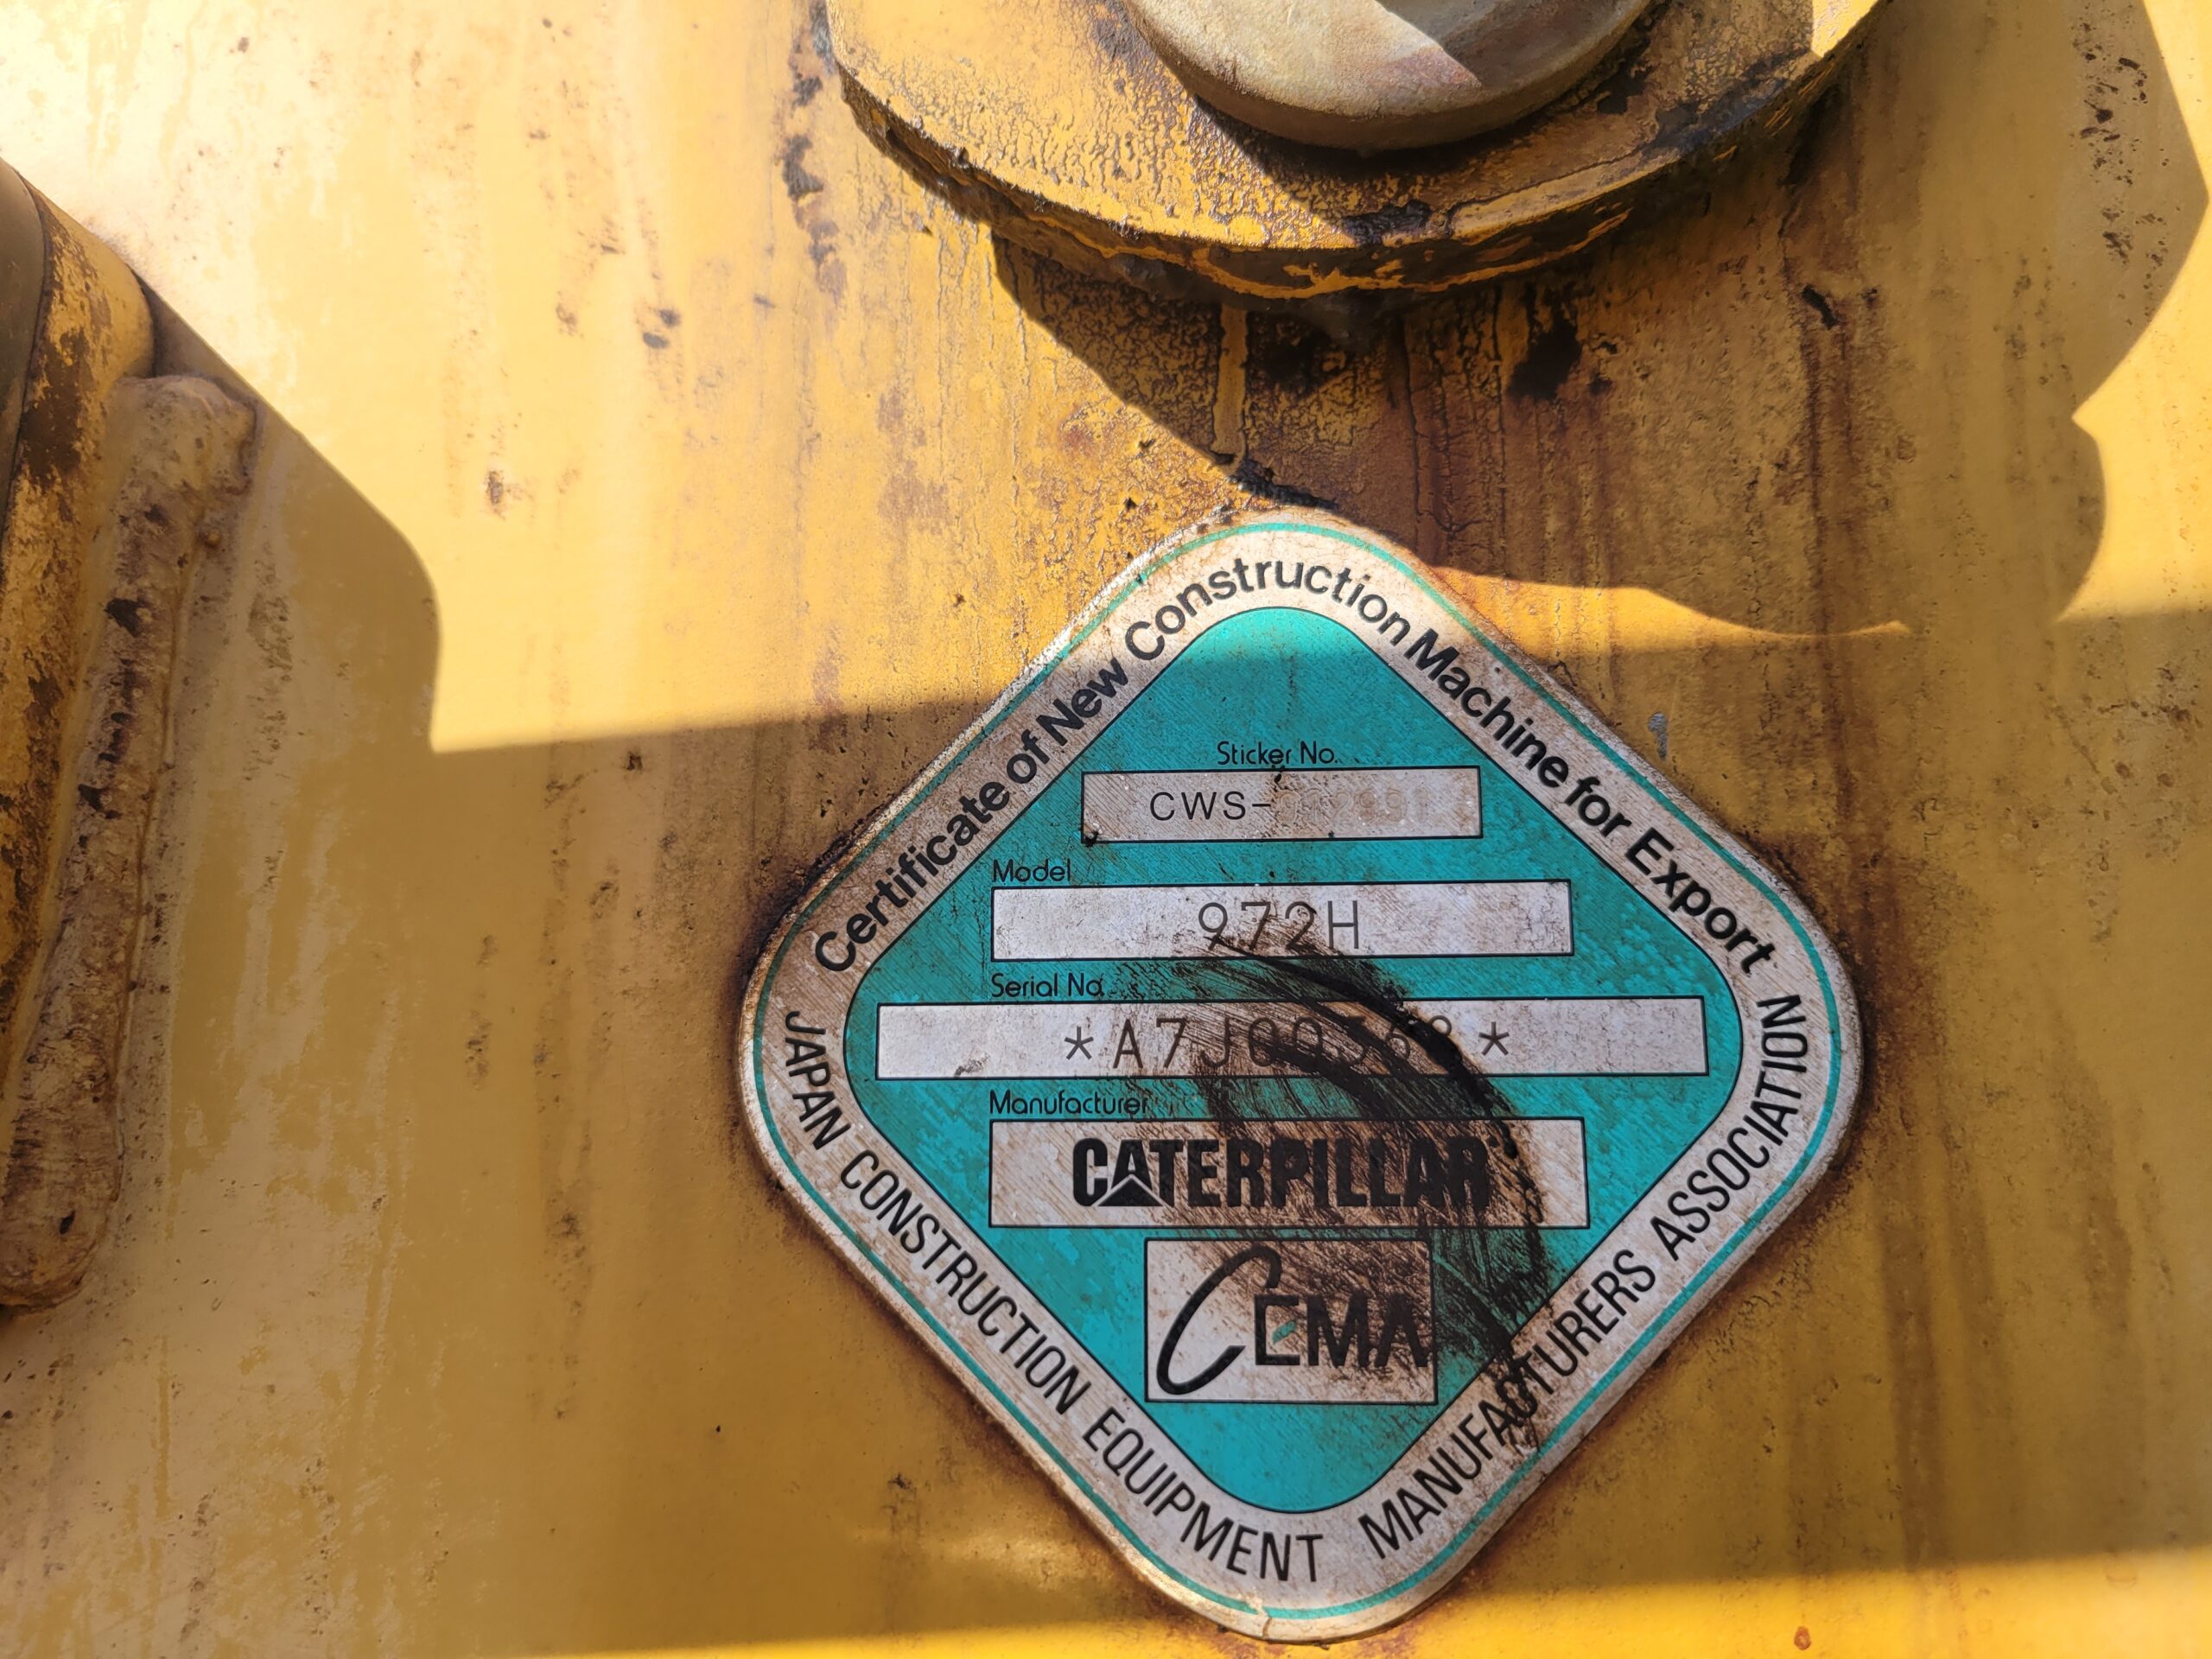 Certificate of New Construction Machine for Export
Sticker No.
CWS-
Model
972H
Serial No.
Manufacturer
CATERPILLAR
CEMA
JAPAN CONSTRUCTION EQUIPMENT MANUFACTURERS ASSOCIATION